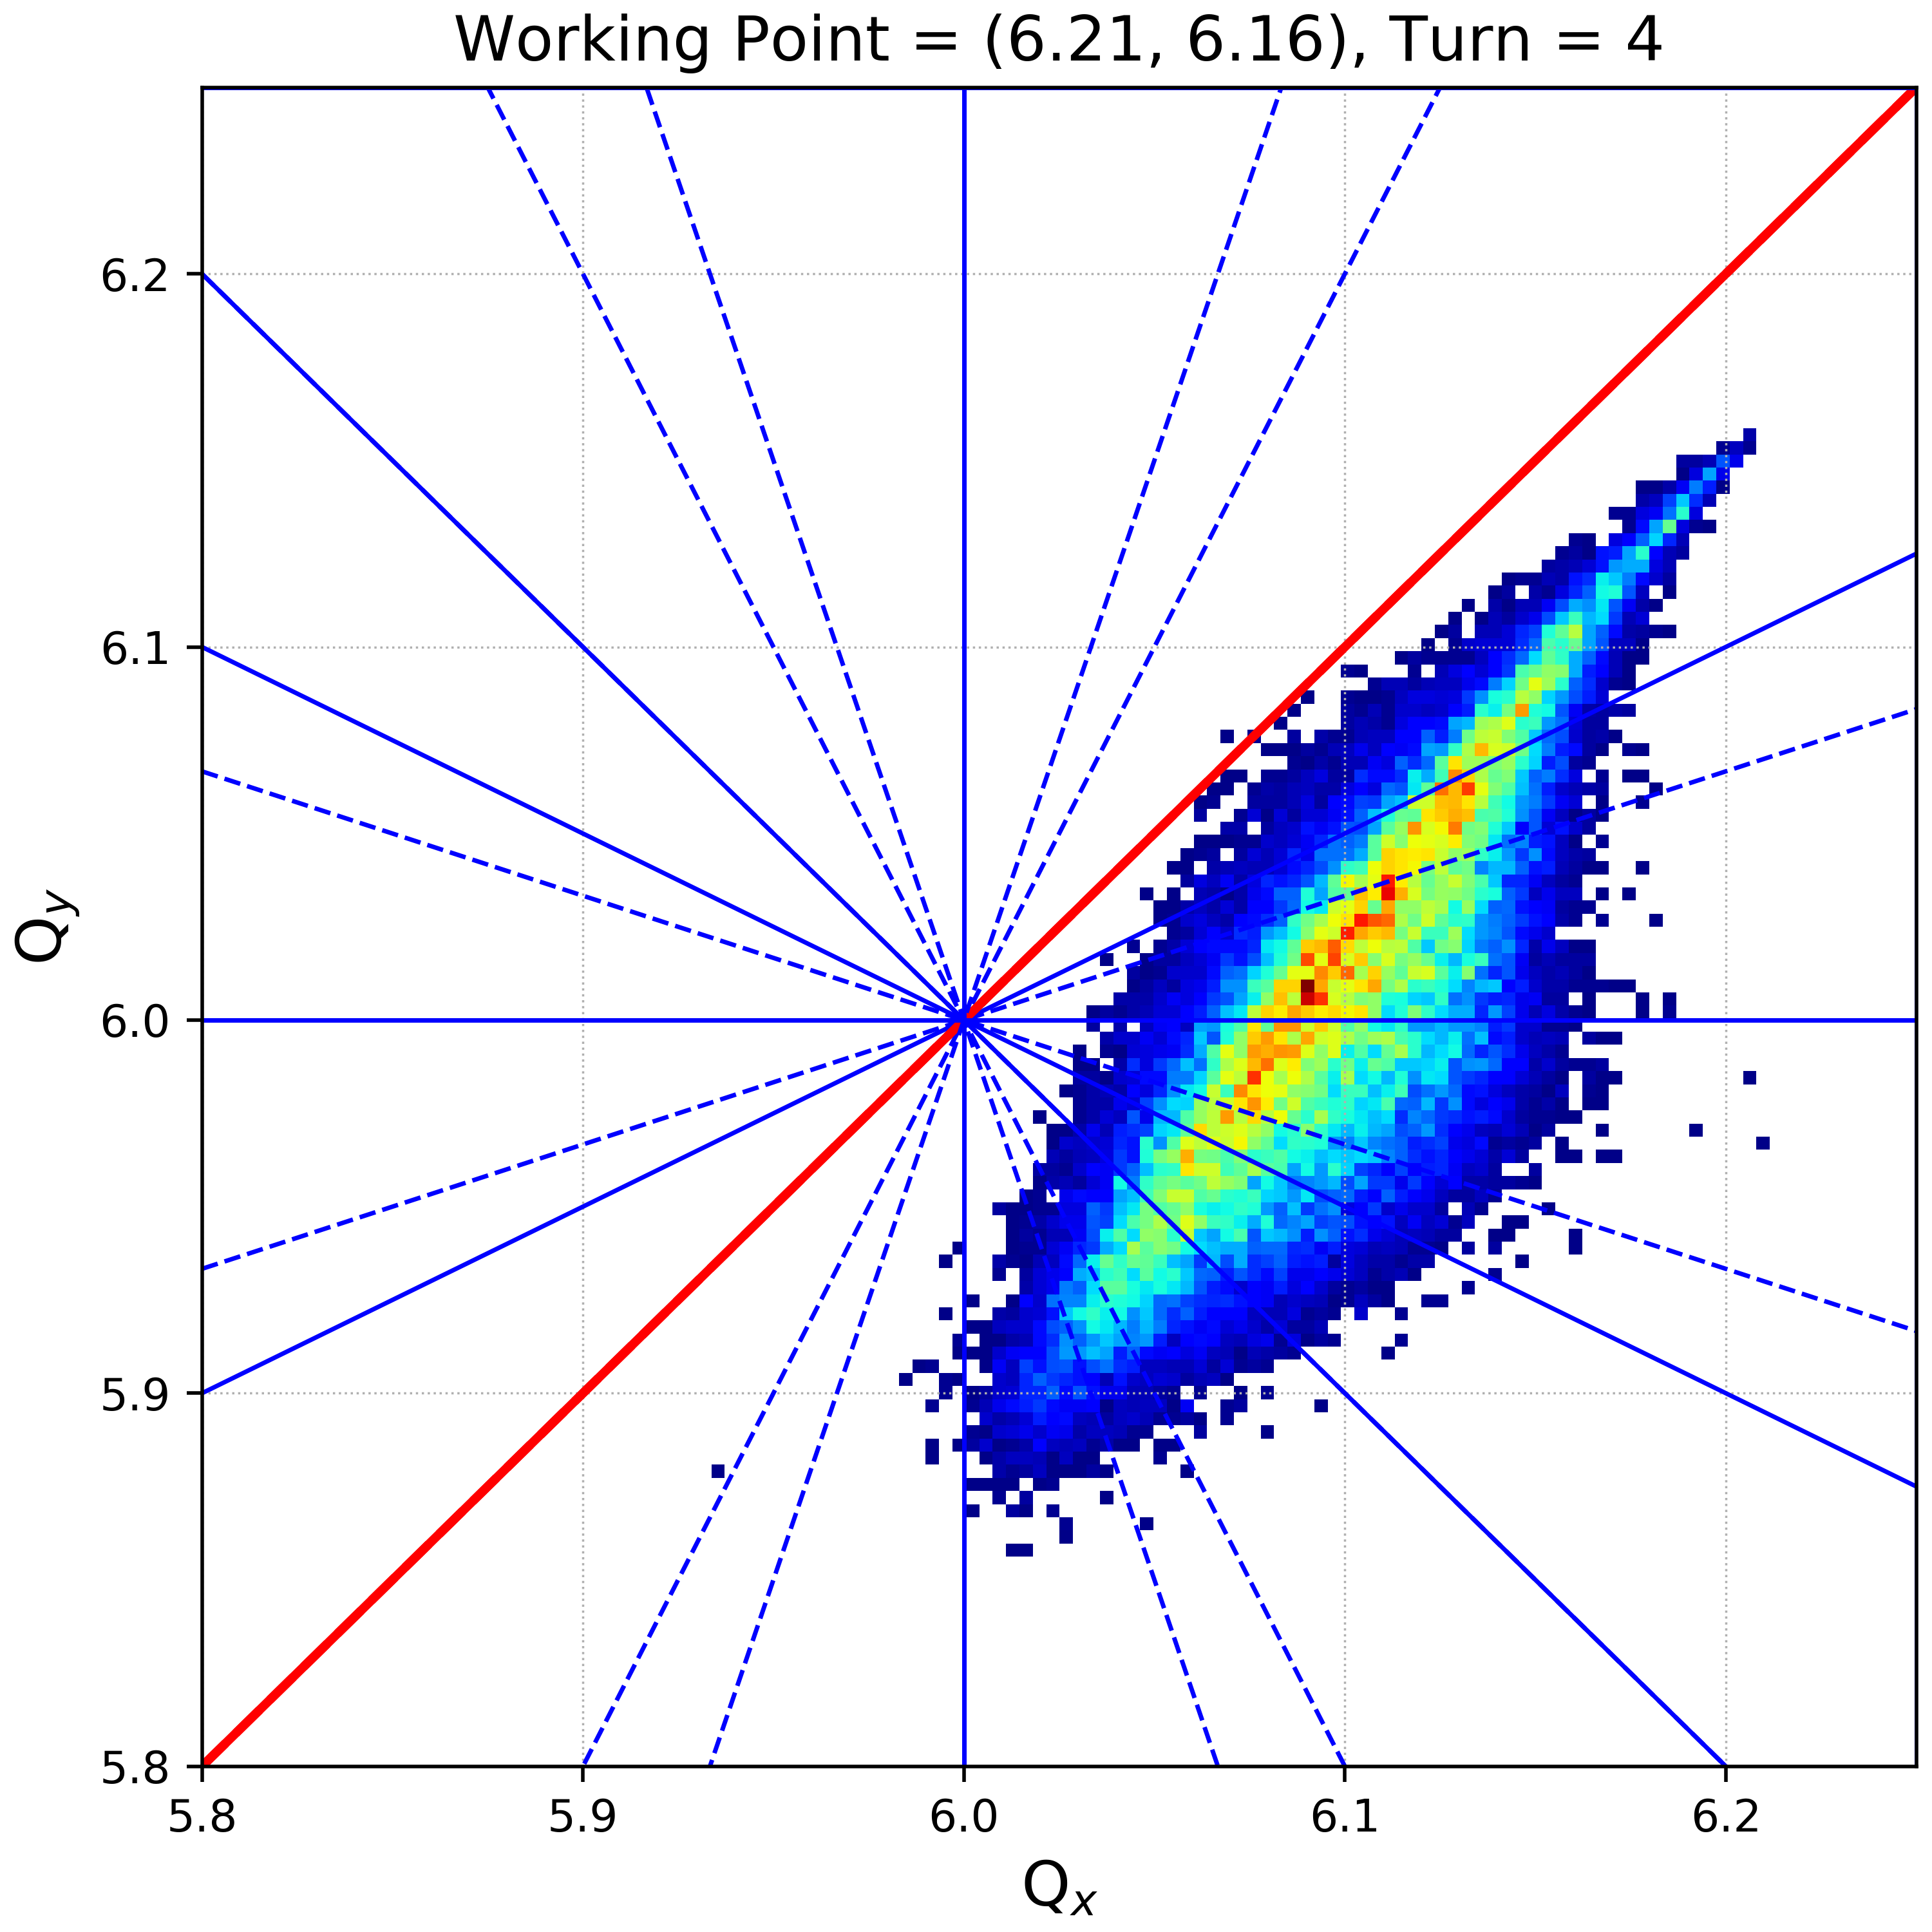 Working Point = (6.21, 6.16), Turn = 4
6.2
6.1
6.0
5.9
5.8
Qy
5.8 5.9 6.0 6.1 6.2
Qx